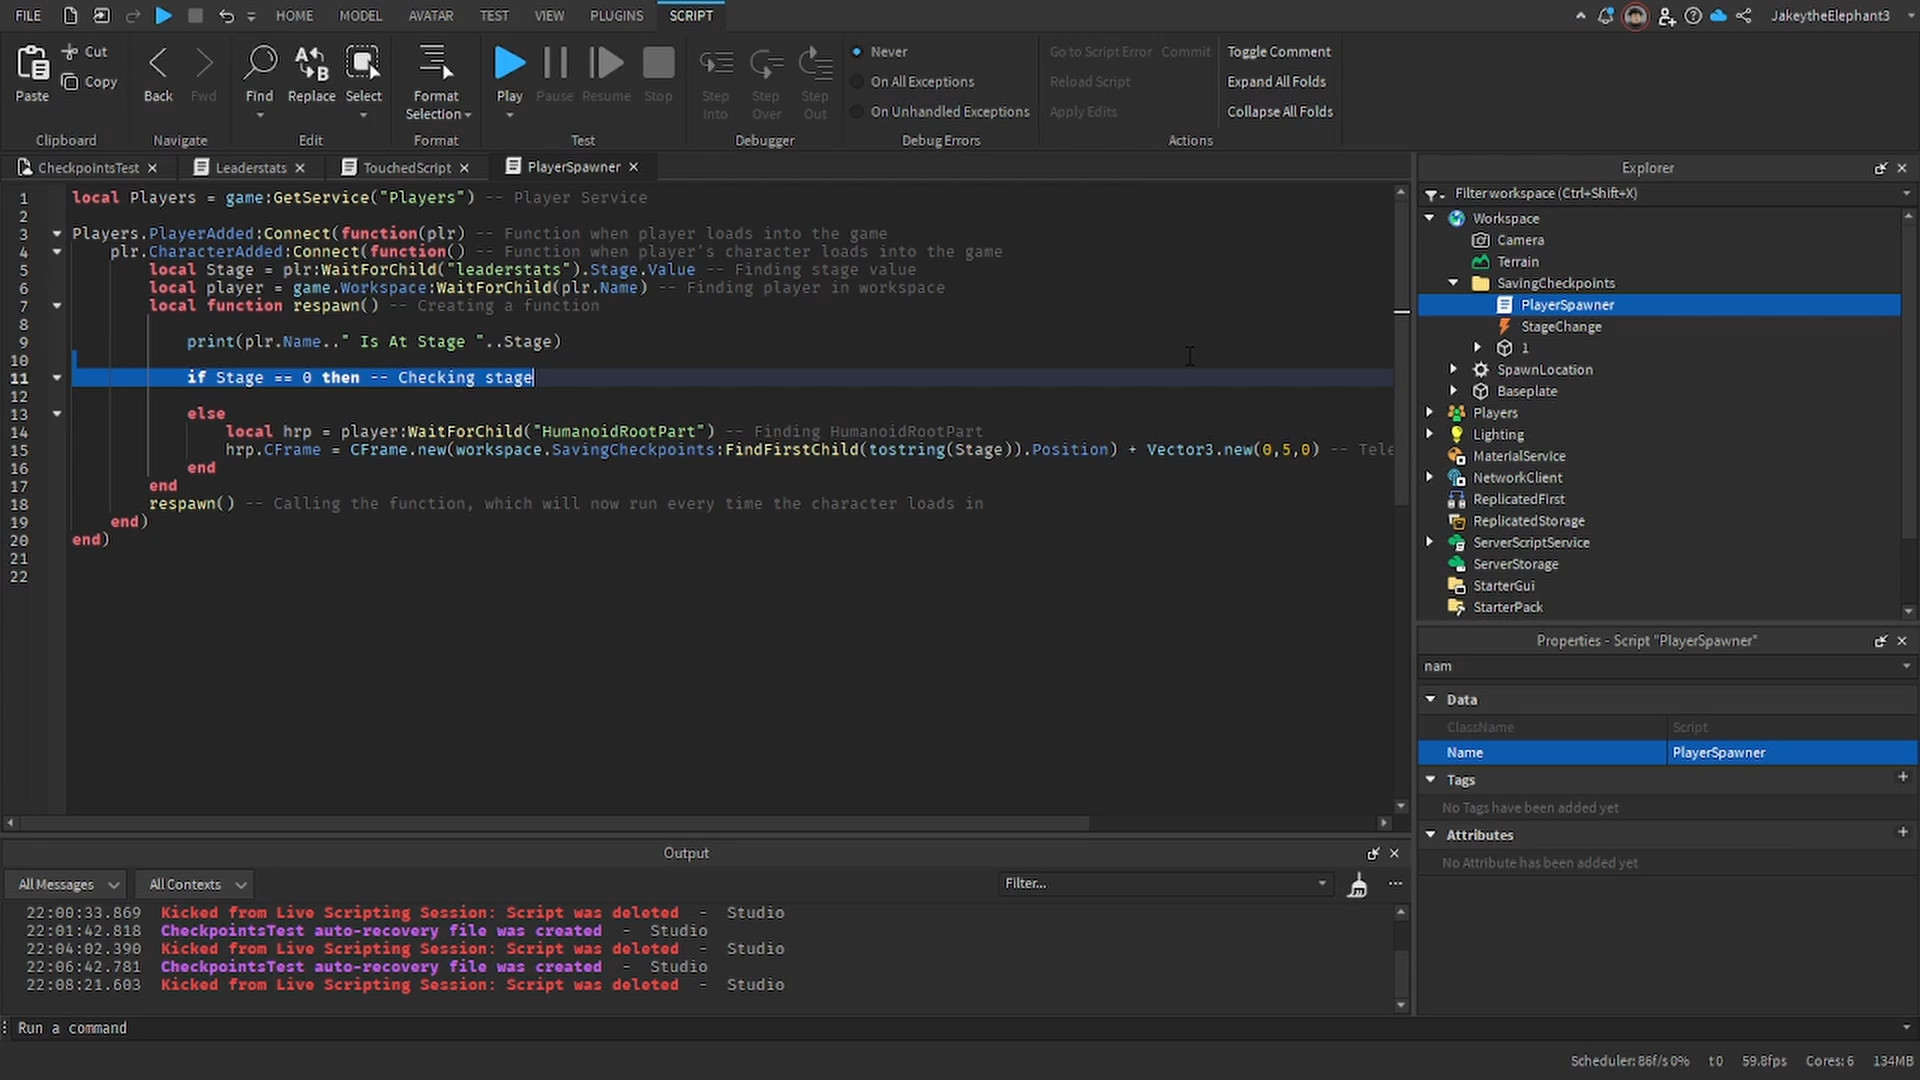 FILE HOME MODEL AVATAR TEST VIEW PLUGINS SCRIPT JakeytheElephant3
Paste Cut Copy Clipboard
Back Fwd Navigate
Find Replace Select Edit
Format Selection Format
Play Pause Resume Stop Test
Step Into Step Over Step Out Debugger
Never
On All Exceptions
On Unhandled Exceptions
Debug Errors
Go to Script Error Commit Toggle Comment
Reload Script Expand All Folds
Apply Edits Collapse All Folds
Actions
CheckpointsTest Leaderstats TouchedScript PlayerSpawner
1 local Players = game:GetService("Players") -- Player Service
2
3 Players.PlayerAdded:Connect(function(plr) -- Function when player loads into the game
4 plr.CharacterAdded:Connect(function() -- Function when player's character loads into the game
5 local Stage = plr:WaitForChild("leaderstats").Stage.Value -- Finding stage value
6 local player = game.Workspace:WaitForChild(plr.Name) -- Finding player in workspace
7 local function respawn() -- Creating a function
8
9 print(plr.Name.." Is At Stage "..Stage)
10
11 if Stage == 0 then -- Checking stage
12
13 else
14 local hrp = player:WaitForChild("HumanoidRootPart") -- Finding HumanoidRootPart
15 hrp.CFrame = CFrame.new(workspace.SavingCheckpoints:FindFirstChild(tostring(Stage)).Position) + Vector3.new(0,5,0) -- Tele
16 end
17 end
18 respawn() -- Calling the function, which will now run every time the character loads in
19 end)
20 end)
21
22
Explorer
Filter workspace (Ctrl+Shift+X)
Workspace
Camera
Terrain
SavingCheckpoints
PlayerSpawner
StageChange
1
SpawnLocation
Baseplate
Players
Lighting
MaterialService
NetworkClient
ReplicatedFirst
ReplicatedStorage
ServerScriptService
ServerStorage
StarterGui
StarterPack
Properties - Script "PlayerSpawner"
nam
Data
ClassName Script
Name PlayerSpawner
Tags +
No Tags have been added yet
Attributes +
No Attribute has been added yet
Output
All Messages All Contexts Filter... ...
22:00:33.869 Kicked from Live Scripting Session: Script was deleted - Studio
22:01:42.818 CheckpointsTest auto-recovery file was created - Studio
22:04:02.390 Kicked from Live Scripting Session: Script was deleted - Studio
22:06:42.781 CheckpointsTest auto-recovery file was created - Studio
22:08:21.603 Kicked from Live Scripting Session: Script was deleted - Studio
Run a command
Scheduler: 86f/s 0% t0 59.8fps Cores: 6 134MB